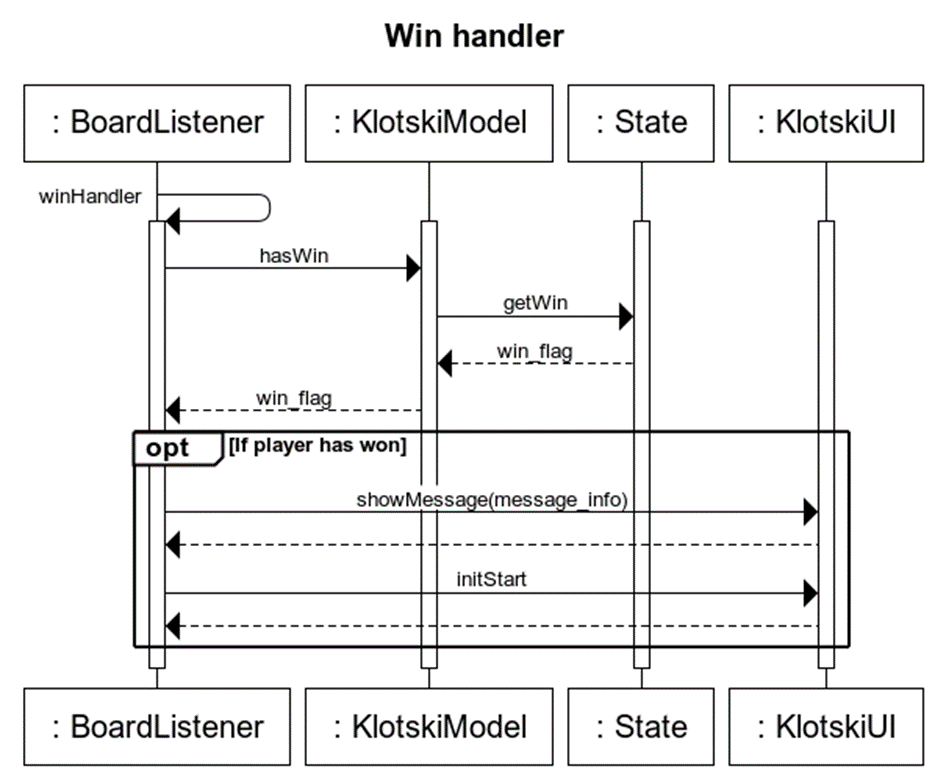 Win handler
: BoardListener
: KlotskiModel
: State
: KlotskiUI
winHandler
hasWin
getWin
win_flag
win_flag
opt
[If player has won]
showMessage(message_info)
initStart
: BoardListener
: KlotskiModel
: State
: KlotskiUI